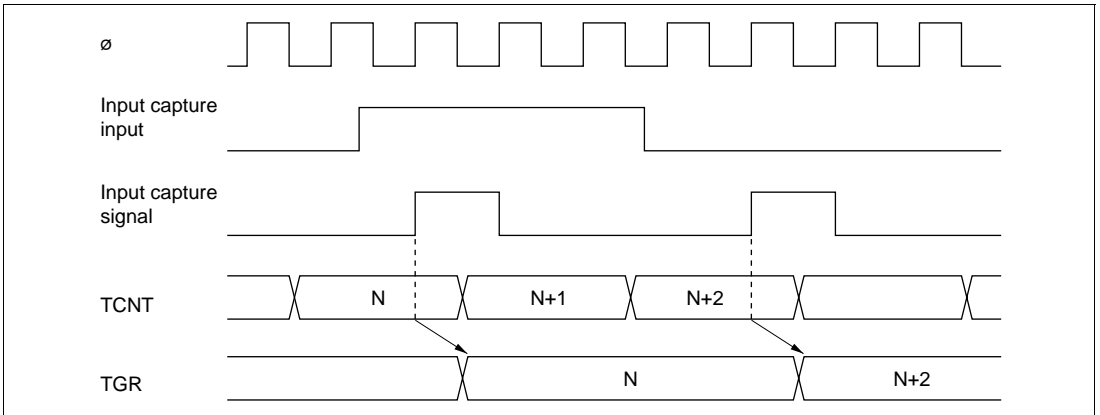 ø
Input capture
input
Input capture
signal
TCNT N N+1 N+2
TGR N N+2